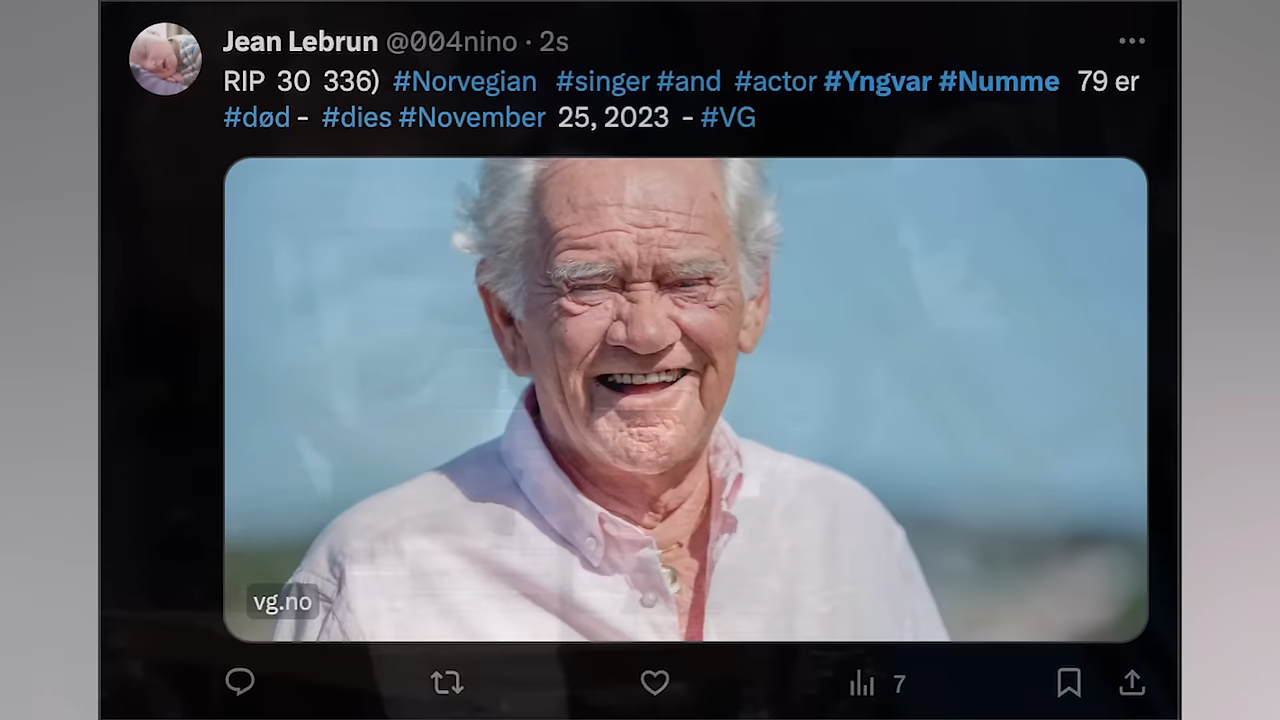 Jean Lebrun @004nino · 2s
RIP 30 336) #Norvegian #singer #and #actor #Yngvar #Numme 79 er
#død - #dies #November 25, 2023 - #VG
vg.no
7